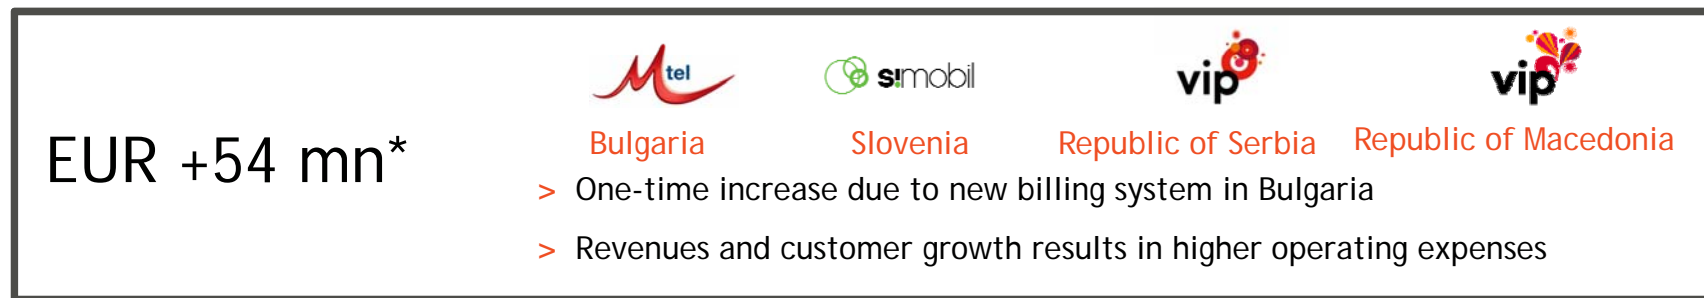 Mtel
s!mobil
vip
vip
Bulgaria
Slovenia
Republic of Serbia
Republic of Macedonia
EUR +54 mn*
> One-time increase due to new billing system in Bulgaria
> Revenues and customer growth results in higher operating expenses